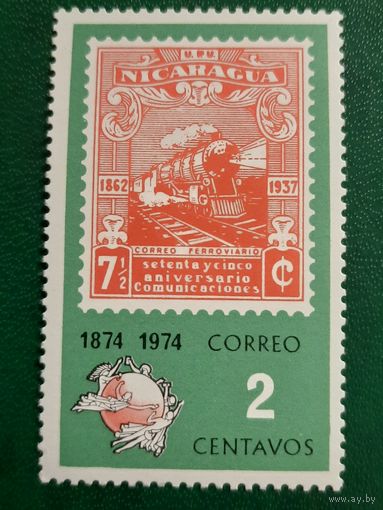 U.P.U.
NICARAGUA
1862 1937
CORREO FERROVIARIO
7 1/2 setenta y cinco ¢
aniversario
Comunicaciones
1874 1974 CORREO
2
CENTAVOS
www.ay.by